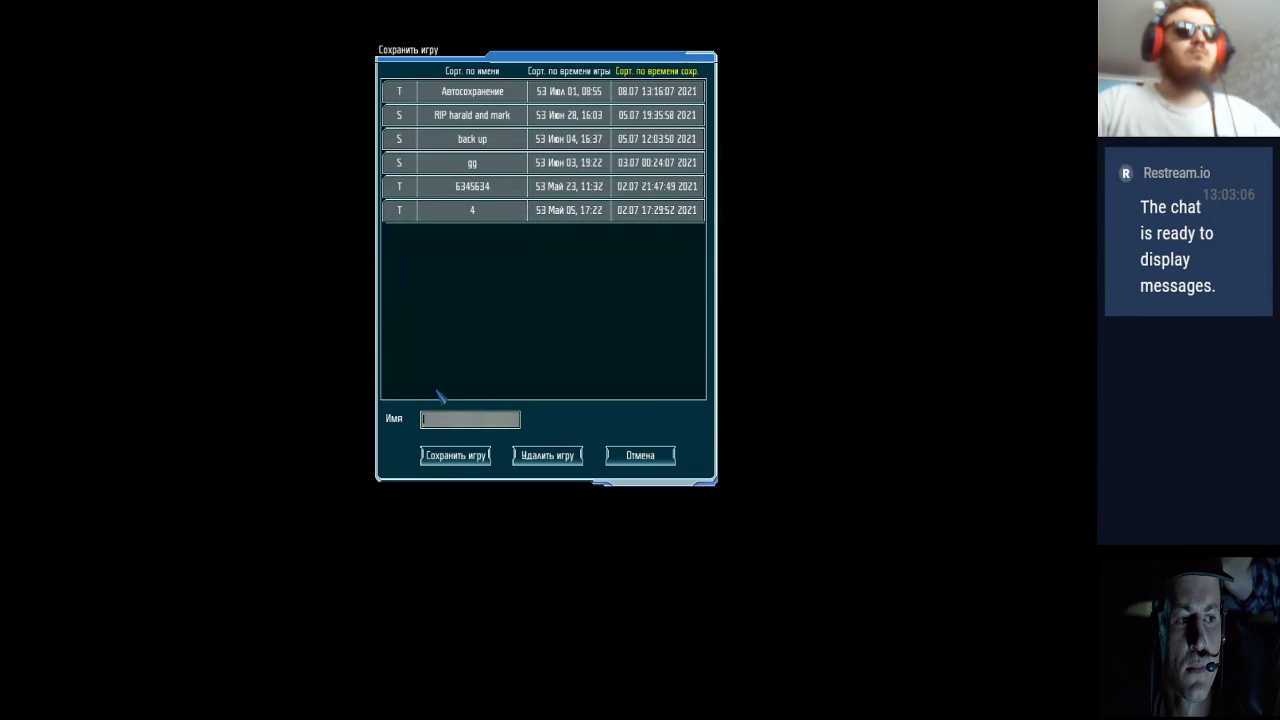 Сохранить игру
Сорт. по имени Сорт. по времени игры Сорт. по времени сохр.
T Автосохранение 53 Июл 01, 08:55 08.07 13:16:07 2021
S RIP harald and mark 53 Июн 28, 16:03 05.07 19:35:58 2021
S back up 53 Июн 04, 16:37 05.07 12:03:50 2021
S gg 53 Июн 03, 19:22 03.07 00:24:07 2021
T 6345634 53 Май 23, 11:32 02.07 21:47:49 2021
T 4 53 Май 05, 17:22 02.07 17:29:52 2021
Имя
Сохранить игру Удалить игру Отмена
R Restream.io
13:03:06
The chat
is ready to
display
messages.